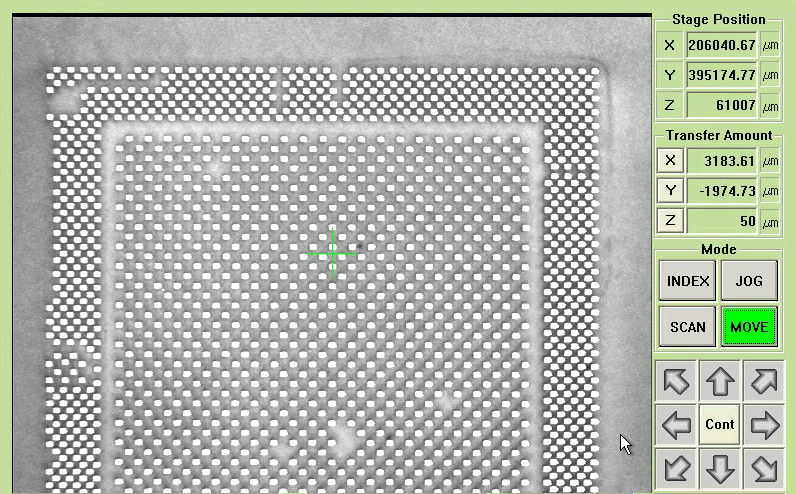 Stage Position
X 206040.67 μm
Y 395174.77 μm
Z 61007 μm
Transfer Amount
X 3183.61 μm
Y -1974.73 μm
Z 50 μm
Mode
INDEX JOG
SCAN MOVE
Cont